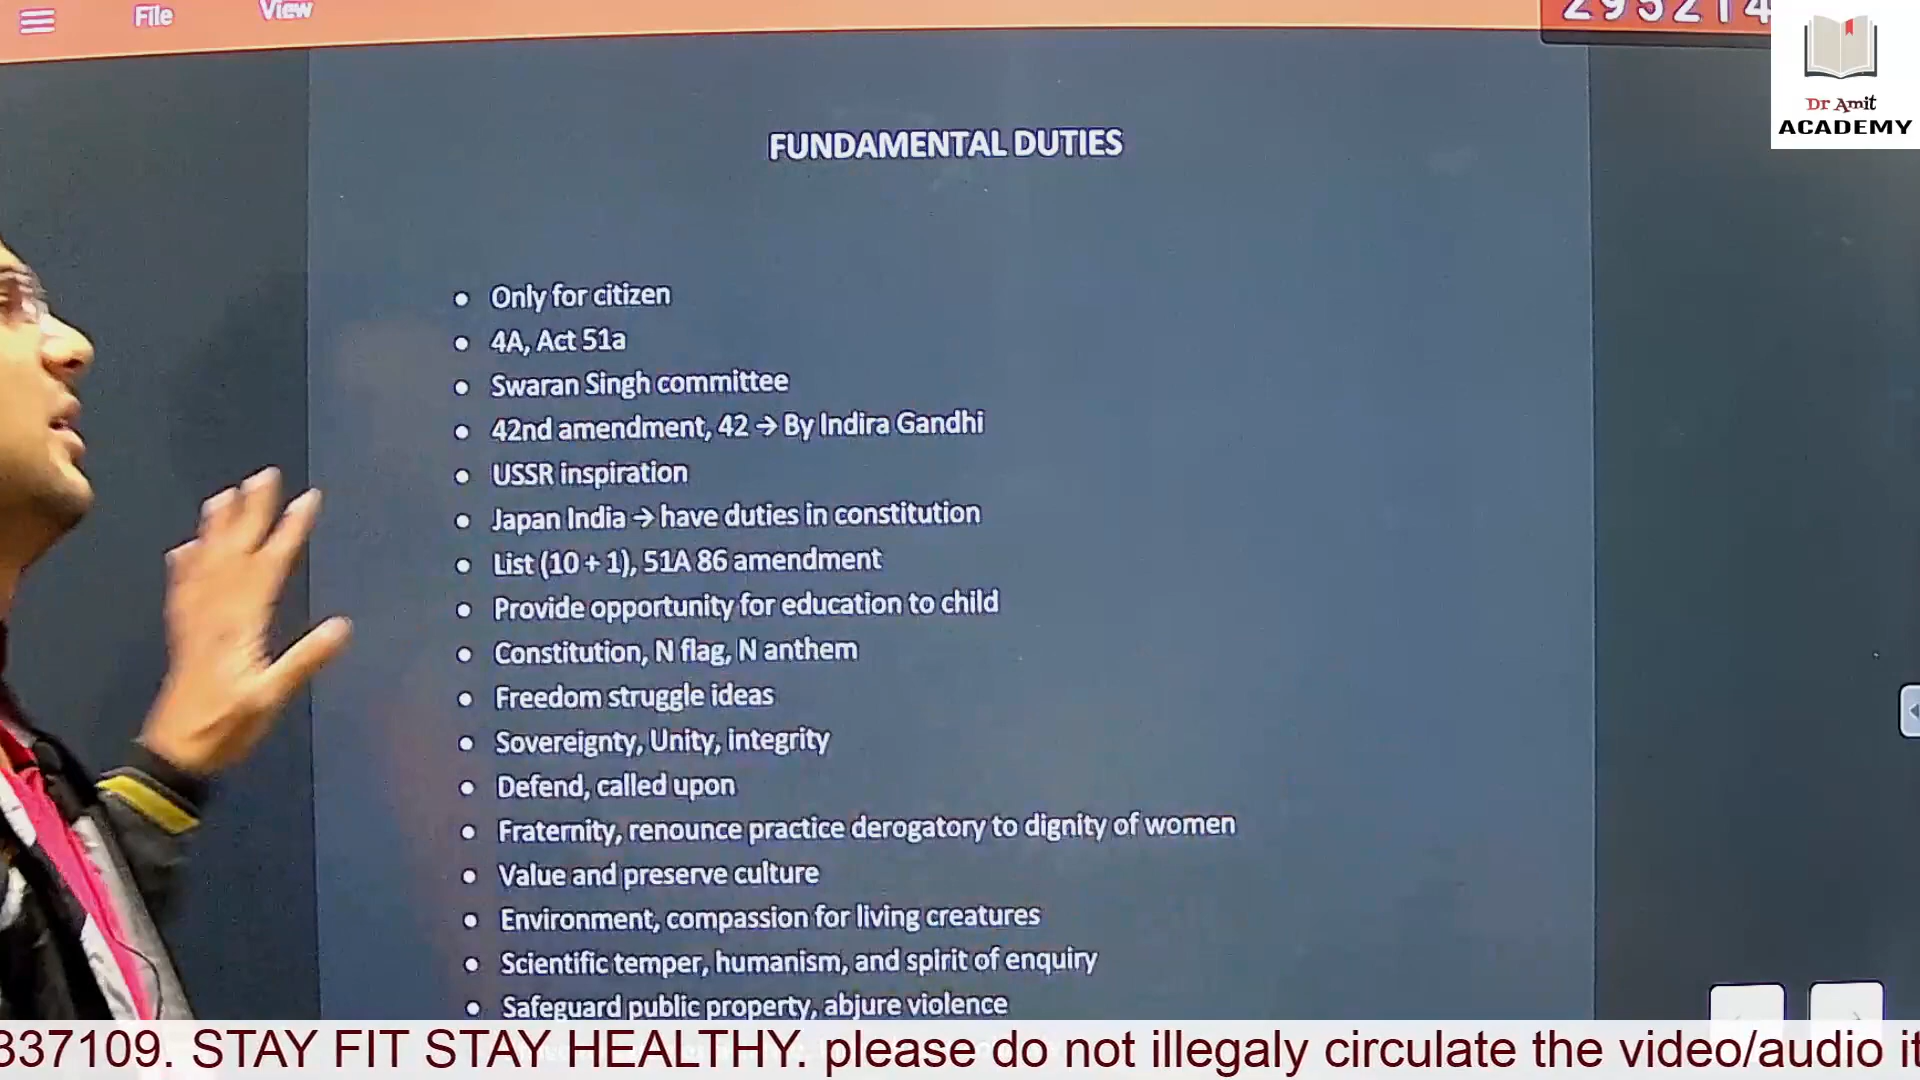 File
View
295214
Dr Amit
ACADEMY
FUNDAMENTAL DUTIES
• Only for citizen
• 4A, Act 51a
• Swaran Singh committee
• 42nd amendment, 42 → By Indira Gandhi
• USSR inspiration
• Japan India → have duties in constitution
• List (10 + 1), 51A 86 amendment
• Provide opportunity for education to child
• Constitution, N flag, N anthem
• Freedom struggle ideas
• Sovereignty, Unity, integrity
• Defend, called upon
• Fraternity, renounce practice derogatory to dignity of women
• Value and preserve culture
• Environment, compassion for living creatures
• Scientific temper, humanism, and spirit of enquiry
• Safeguard public property, abjure violence
337109. STAY FIT STAY HEALTHY. please do not illegaly circulate the video/audio it